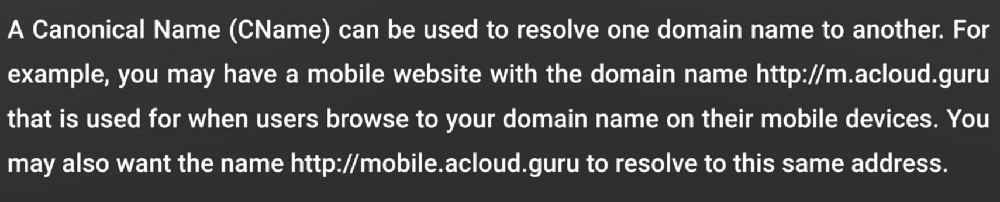 A Canonical Name (CName) can be used to resolve one domain name to another. For
example, you may have a mobile website with the domain name http://m.acloud.guru
that is used for when users browse to your domain name on their mobile devices. You
may also want the name http://mobile.acloud.guru to resolve to this same address.